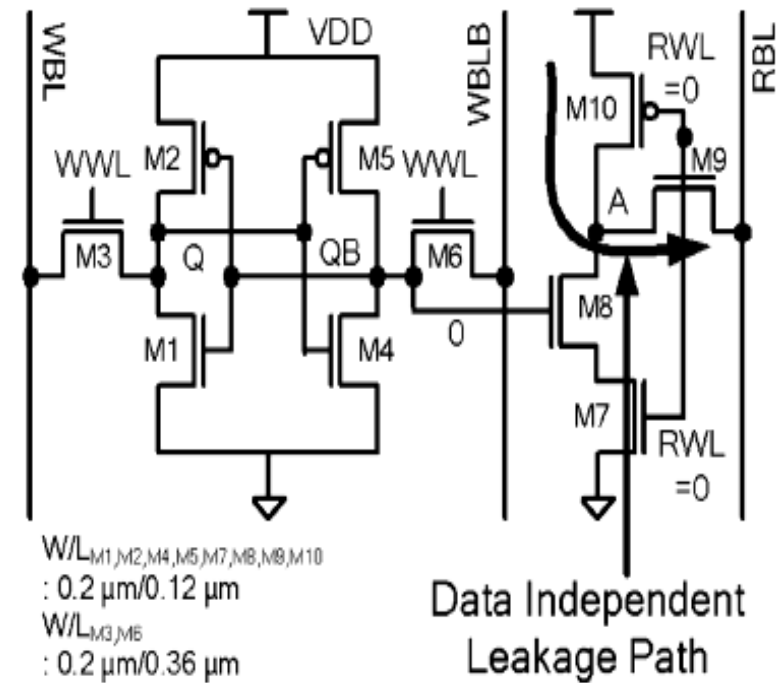 WBL
VDD
WBLB
RWL
=0
RBL
M10
M9
M2
M5
WWL
WWL
A
M3
Q
QB
M6
M8
M1
M4
0
M7
RWL
=0
W/LM1,M2,M4,M5,M7,M8,M9,M10
: 0.2 µm/0.12 µm
W/LM3,M6
: 0.2 µm/0.36 µm
Data Independent
Leakage Path